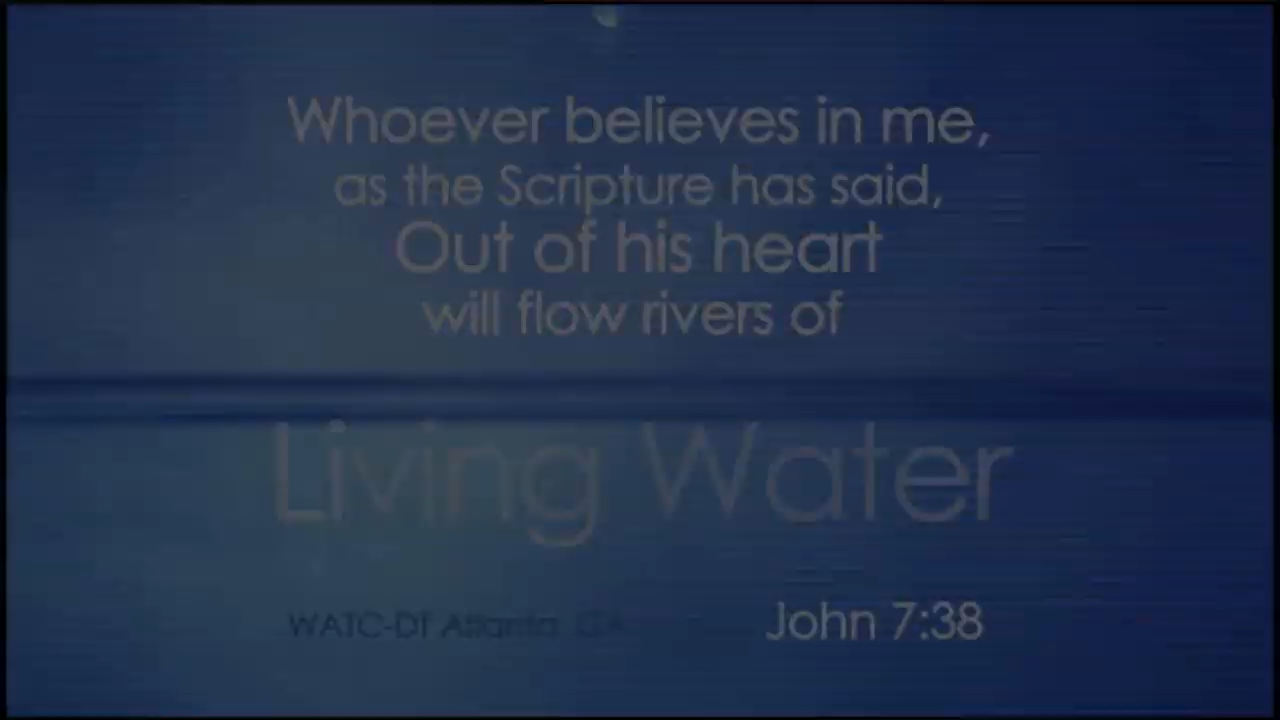 Whoever believes in me,
as the Scripture has said,
Out of his heart
will flow rivers of
Living Water
WATC-DT Atlanta, GA
John 7:38